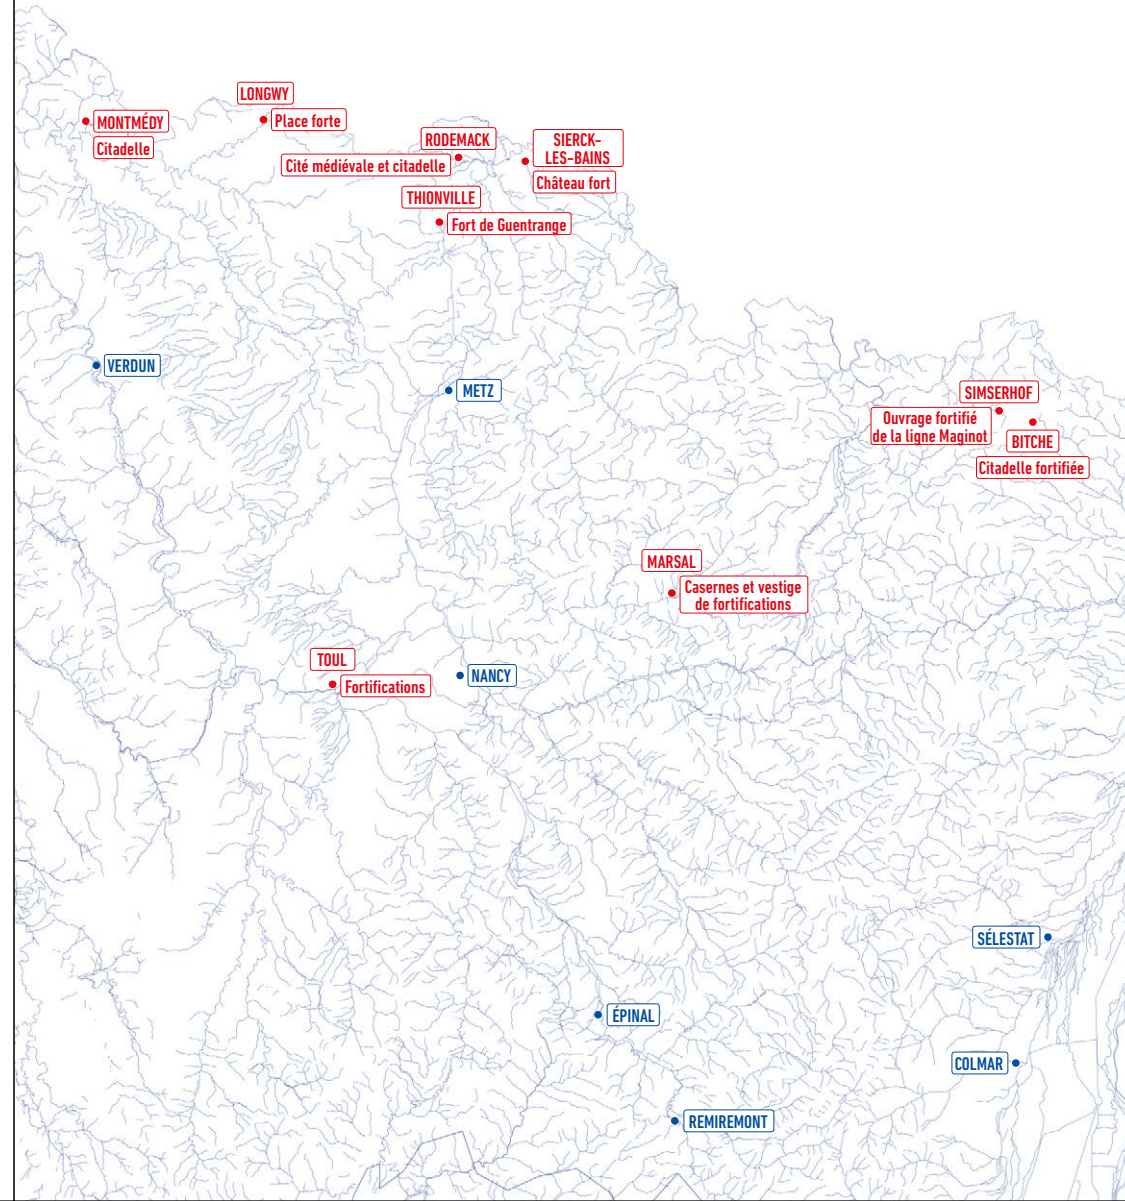 LONGWY
MONTMÉDY
Place forte
Citadelle
RODEMACK
SIERCK-
LES-BAINS
Cité médiévale et citadelle
Château fort
THIONVILLE
Fort de Guentrange
VERDUN
METZ
SIMSERHOF
Ouvrage fortifié
de la ligne Maginot
BITCHE
Citadelle fortifiée
MARSAL
Casernes et vestige
de fortifications
TOUL
Fortifications
NANCY
SÉLESTAT
ÉPINAL
COLMAR
REMIREMONT